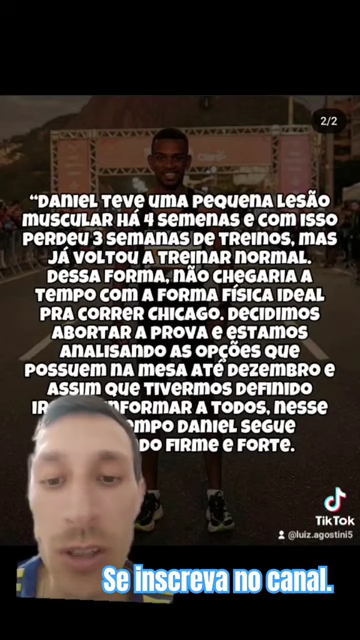 2/2
“Daniel teve uma pequena lesão
muscular há 4 semenas e com isso
perdeu 3 semanas de treinos, mas
já voltou a treinar normal.
Dessa forma, não chegaria a
tempo com a forma física ideal
pra correr Chicago. Decidimos
abortar a prova e estamos
analisando as opções que
possuem na mesa até dezembro e
assim que tivermos definido
nformar a todos, nesse
mpo Daniel segue
do firme e forte.
TikTok
@luiz.agostini5
Se inscreva no canal.